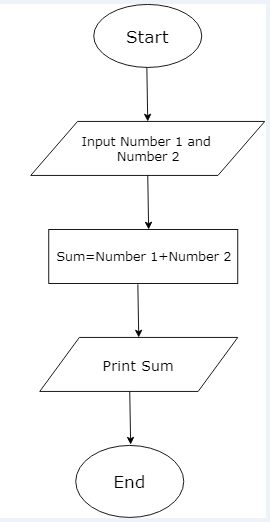 Start
Input Number 1 and
Number 2
Sum=Number 1+Number 2
Print Sum
End